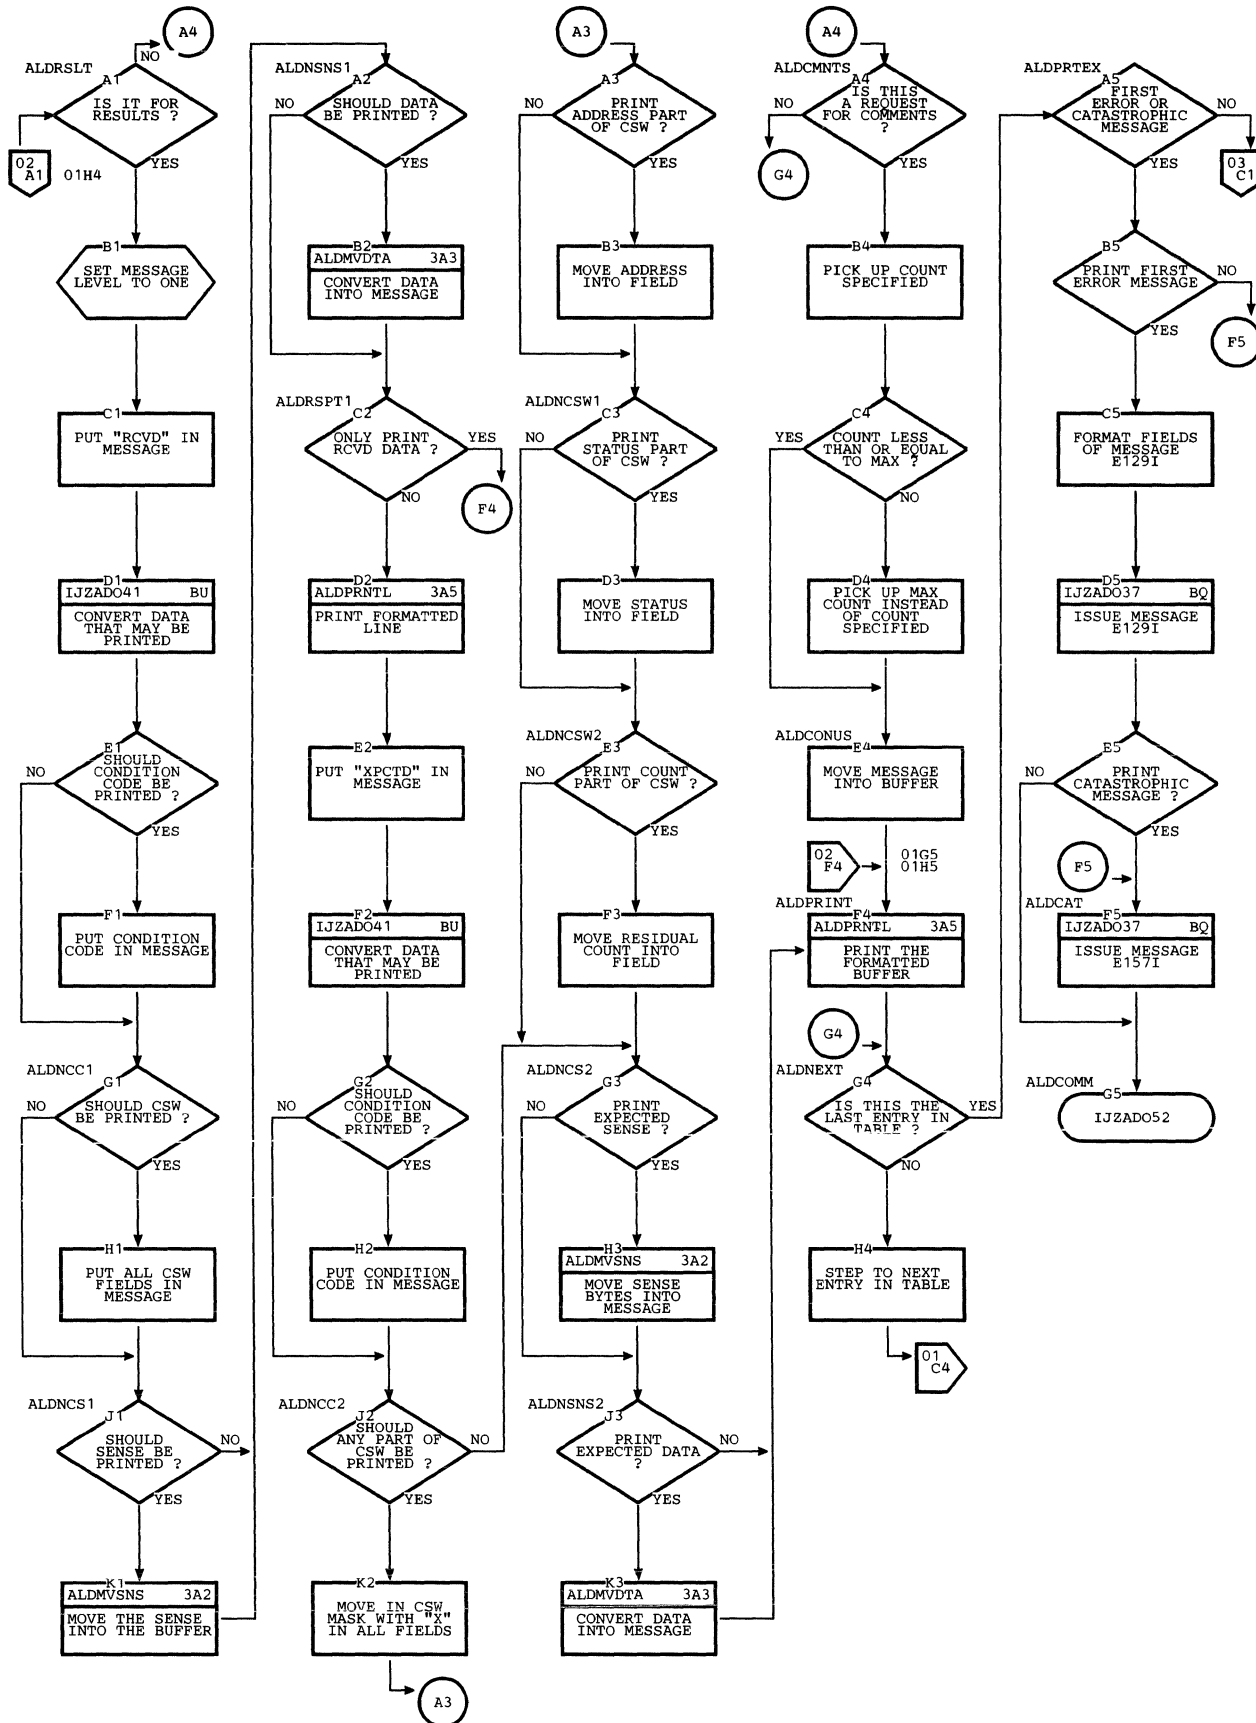 A4
NO
ALDRSLT
A1
IS IT FOR
RESULTS ?
YES
02
A1
01H4
B1
SET MESSAGE
LEVEL TO ONE
C1
PUT "RCVD" IN
MESSAGE
D1
IJZADO41 BU
CONVERT DATA
THAT MAY BE
PRINTED
E1
SHOULD
CONDITION
CODE BE
PRINTED ?
NO
YES
F1
PUT CONDITION
CODE IN MESSAGE
ALDNCC1
G1
SHOULD CSW
BE PRINTED ?
NO
YES
H1
PUT ALL CSW
FIELDS IN
MESSAGE
ALDNCS1
J1
SHOULD
SENSE BE
PRINTED ?
NO
YES
K1
ALDMVSNS 3A2
MOVE THE SENSE
INTO THE BUFFER
ALDNSNS1
A2
SHOULD DATA
BE PRINTED ?
NO
YES
B2
ALDMVDTA 3A3
CONVERT DATA
INTO MESSAGE
ALDRSPT1
C2
ONLY PRINT
RCVD DATA ?
YES
F4
NO
D2
ALDPRNTL 3A5
PRINT FORMATTED
LINE
E2
PUT "XPCTD" IN
MESSAGE
F2
IJZADO41 BU
CONVERT DATA
THAT MAY BE
PRINTED
G2
SHOULD
CONDITION
CODE BE
PRINTED ?
NO
YES
H2
PUT CONDITION
CODE IN MESSAGE
ALDNCC2
J2
SHOULD
ANY PART OF
CSW BE
PRINTED ?
NO
YES
K2
MOVE IN CSW
MASK WITH "X"
IN ALL FIELDS
A3
A3
A3
PRINT
ADDRESS PART
OF CSW ?
NO
YES
B3
MOVE ADDRESS
INTO FIELD
ALDNCSW1
C3
PRINT
STATUS PART
OF CSW ?
NO
YES
D3
MOVE STATUS
INTO FIELD
ALDNCSW2
E3
PRINT COUNT
PART OF CSW ?
NO
YES
F3
MOVE RESIDUAL
COUNT INTO
FIELD
ALDNCS2
G3
PRINT
EXPECTED
SENSE ?
NO
YES
H3
ALDMVSNS 3A2
MOVE SENSE
BYTES INTO
MESSAGE
ALDNSNS2
J3
PRINT
EXPECTED DATA
?
NO
YES
K3
ALDMVDTA 3A3
CONVERT DATA
INTO MESSAGE
A4
ALDCMNTS
A4
IS THIS
A REQUEST
FOR COMMENTS
?
NO
G4
YES
B4
PICK UP COUNT
SPECIFIED
C4
COUNT LESS
THAN OR EQUAL
TO MAX ?
YES
NO
D4
PICK UP MAX
COUNT INSTEAD
OF COUNT
SPECIFIED
ALDCONUS
E4
MOVE MESSAGE
INTO BUFFER
02
F4
01G5
01H5
ALDPRINT
F4
ALDPRNTL 3A5
PRINT THE
FORMATTED
BUFFER
G4
ALDNEXT
G4
IS THIS THE
LAST ENTRY IN
TABLE ?
YES
NO
H4
STEP TO NEXT
ENTRY IN TABLE
01
C4
ALDPRTEX
A5
FIRST
ERROR OR
CATASTROPHIC
MESSAGE
NO
03
C1
YES
B5
PRINT FIRST
ERROR MESSAGE
NO
F5
YES
C5
FORMAT FIELDS
OF MESSAGE
E129I
D5
IJZADO37 BQ
ISSUE MESSAGE
E129I
E5
PRINT
CATASTROPHIC
MESSAGE ?
NO
YES
F5
ALDCAT
F5
IJZADO37 BQ
ISSUE MESSAGE
E157I
ALDCOMM
G5
IJZADO52